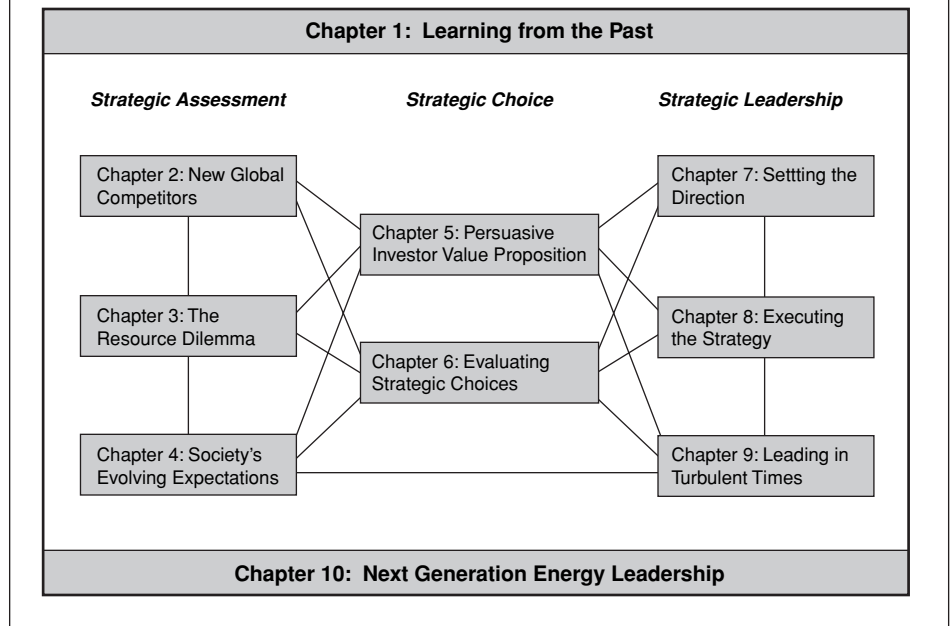 Chapter 1: Learning from the Past
Strategic Assessment
Strategic Choice
Strategic Leadership
Chapter 2: New Global
Competitors
Chapter 3: The
Resource Dilemma
Chapter 4: Society's
Evolving Expectations
Chapter 5: Persuasive
Investor Value Proposition
Chapter 6: Evaluating
Strategic Choices
Chapter 7: Settting the
Direction
Chapter 8: Executing
the Strategy
Chapter 9: Leading in
Turbulent Times
Chapter 10: Next Generation Energy Leadership